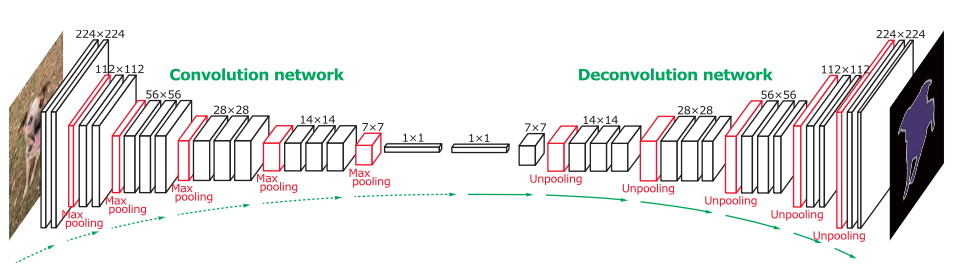 224×224
112×112
56×56
28×28
14×14
7×7
1×1
1×1
7×7
14×14
28×28
56×56
112×112
224×224
Convolution network
Deconvolution network
Max
pooling
Max
pooling
Max
pooling
Max
pooling
Max
pooling
Unpooling
Unpooling
Unpooling
Unpooling
Unpooling